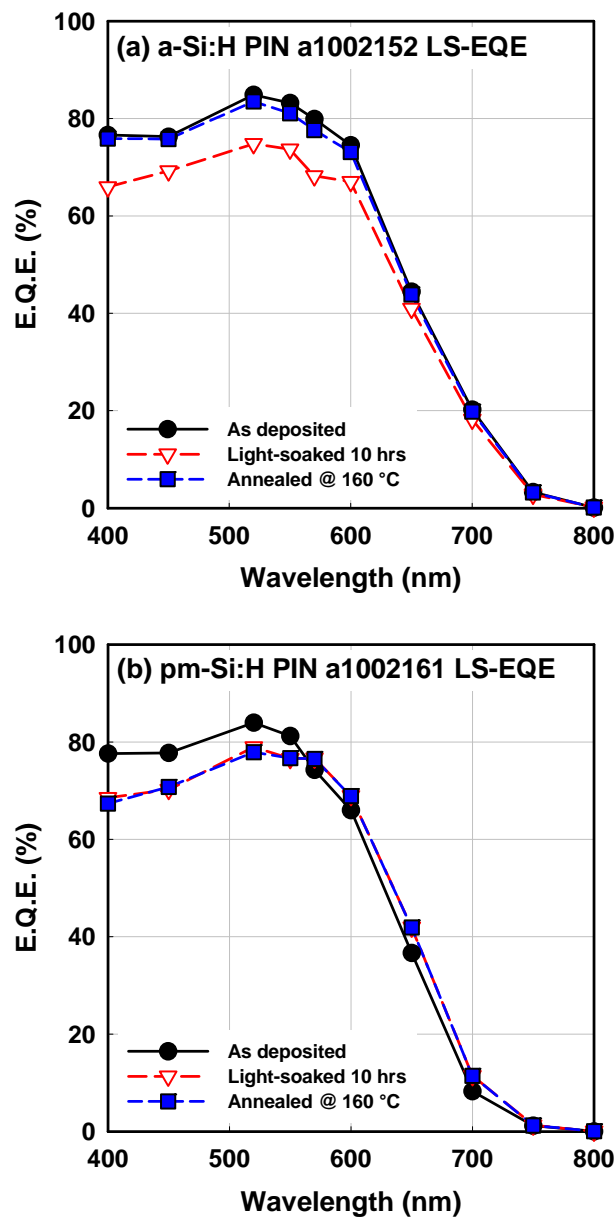 (a) a-Si:H PIN a1002152 LS-EQE
100
80
60
40
20
0
E.Q.E. (%)
As deposited
Light-soaked 10 hrs
Annealed @ 160 °C
400 500 600 700 800
Wavelength (nm)
(b) pm-Si:H PIN a1002161 LS-EQE
100
80
60
40
20
0
E.Q.E. (%)
As deposited
Light-soaked 10 hrs
Annealed @ 160 °C
400 500 600 700 800
Wavelength (nm)